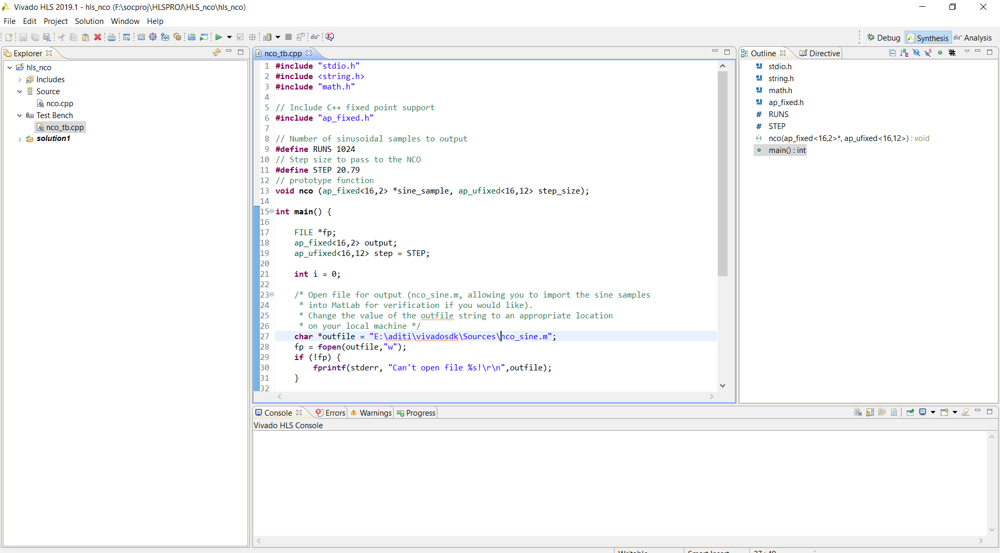 Vivado HLS 2019.1 - hls_nco (F:\socproj\HLSPROJ\HLS_nco\hls_nco)
File Edit Project Solution Window Help
Debug Synthesis Analysis
Explorer
hls_nco
Includes
Source
nco.cpp
Test Bench
nco_tb.cpp
solution1
nco_tb.cpp
1 #include "stdio.h"
2 #include <string.h>
3 #include "math.h"
4
5 // Include C++ fixed point support
6 #include "ap_fixed.h"
7
8 // Number of sinusoidal samples to output
9 #define RUNS 1024
10 // Step size to pass to the NCO
11 #define STEP 20.79
12 // prototype function
13 void nco (ap_fixed<16,2> *sine_sample, ap_ufixed<16,12> step_size);
14
15 int main() {
16
17     FILE *fp;
18     ap_fixed<16,2> output;
19     ap_ufixed<16,12> step = STEP;
20
21     int i = 0;
22
23     /* Open file for output (nco_sine.m, allowing you to import the sine samples
24      * into MatLab for verification if you would like).
25      * Change the value of the outfile string to an appropriate location
26      * on your local machine */
27     char *outfile = "E:\aditi\vivadosdk\Sources\nco_sine.m";
28     fp = fopen(outfile,"w");
29     if (!fp) {
30         fprintf(stderr, "Can't open file %s!\r\n",outfile);
31     }
32
Outline Directive
stdio.h
string.h
math.h
ap_fixed.h
RUNS
STEP
nco(ap_fixed<16,2>*, ap_ufixed<16,12>) : void
main() : int
Console Errors Warnings Progress
Vivado HLS Console
Writable Smart Insert 27 : 49